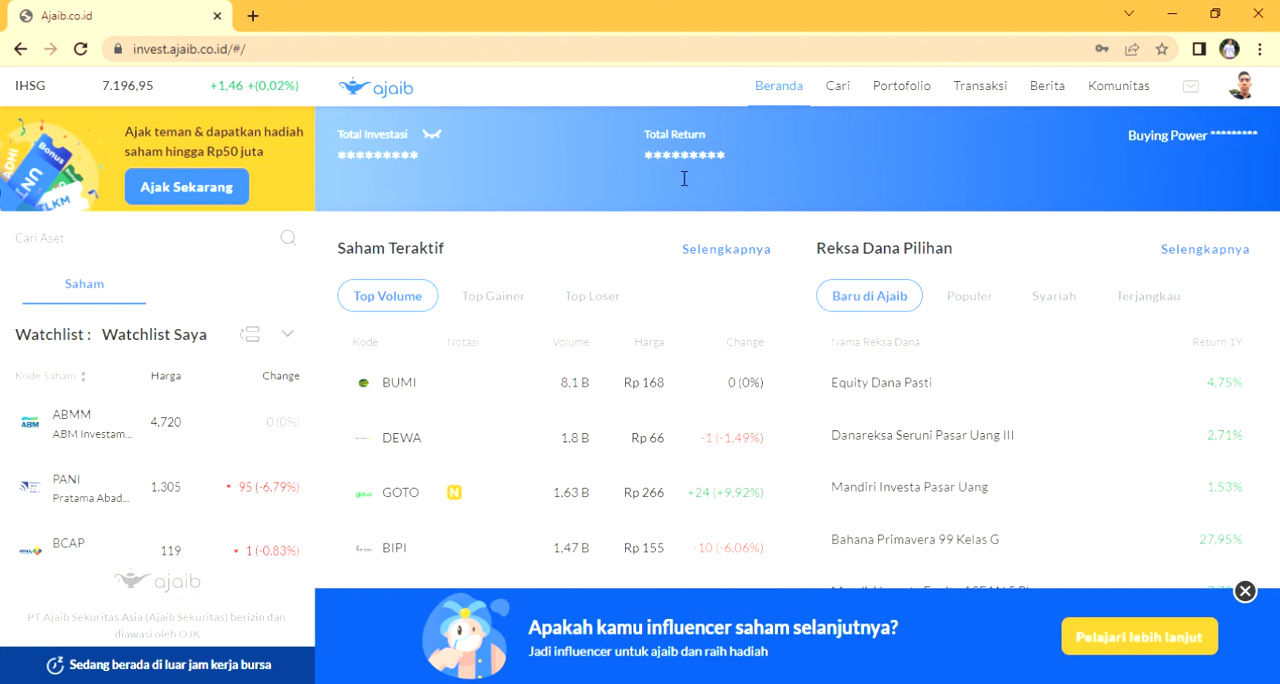 Ajaib.co.id
invest.ajaib.co.id/#/
IHSG 7.196,95 +1,46 +(0,02%)
ajaib
Beranda Cari Portofolio Transaksi Berita Komunitas
Ajak teman & dapatkan hadiah
saham hingga Rp50 juta
Ajak Sekarang
ADHI
Bonus
UNT
TLKM
Total Investasi
*********
Total Return
*********
Buying Power *********
Cari Aset
Saham
Watchlist : Watchlist Saya
Kode Saham Harga Change
ABMM
ABM Investam... 4.720 0 (0%)
PANI
Pratama Abad... 1.305 95 (-6.79%)
BCAP 119 1 (-0.83%)
ajaib
PT Ajaib Sekuritas Asia (Ajaib Sekuritas) berizin dan
diawasi oleh OJK
Sedang berada di luar jam kerja bursa
Saham Teraktif Selengkapnya
Top Volume Top Gainer Top Loser
Kode Notasi Volume Harga Change
BUMI 8.1 B Rp 168 0 (0%)
DEWA 1.8 B Rp 66 -1 (-1.49%)
GOTO N 1.63 B Rp 266 +24 (+9.92%)
BIPI 1.47 B Rp 155 -10 (-6.06%)
Reksa Dana Pilihan Selengkapnya
Baru di Ajaib Populer Syariah Terjangkau
Nama Reksa Dana Return 1Y
Equity Dana Pasti 4.75%
Danareksa Seruni Pasar Uang III 2.71%
Mandiri Investa Pasar Uang 1.53%
Bahana Primavera 99 Kelas G 27.95%
Apakah kamu influencer saham selanjutnya?
Jadi influencer untuk ajaib dan raih hadiah
Pelajari lebih lanjut